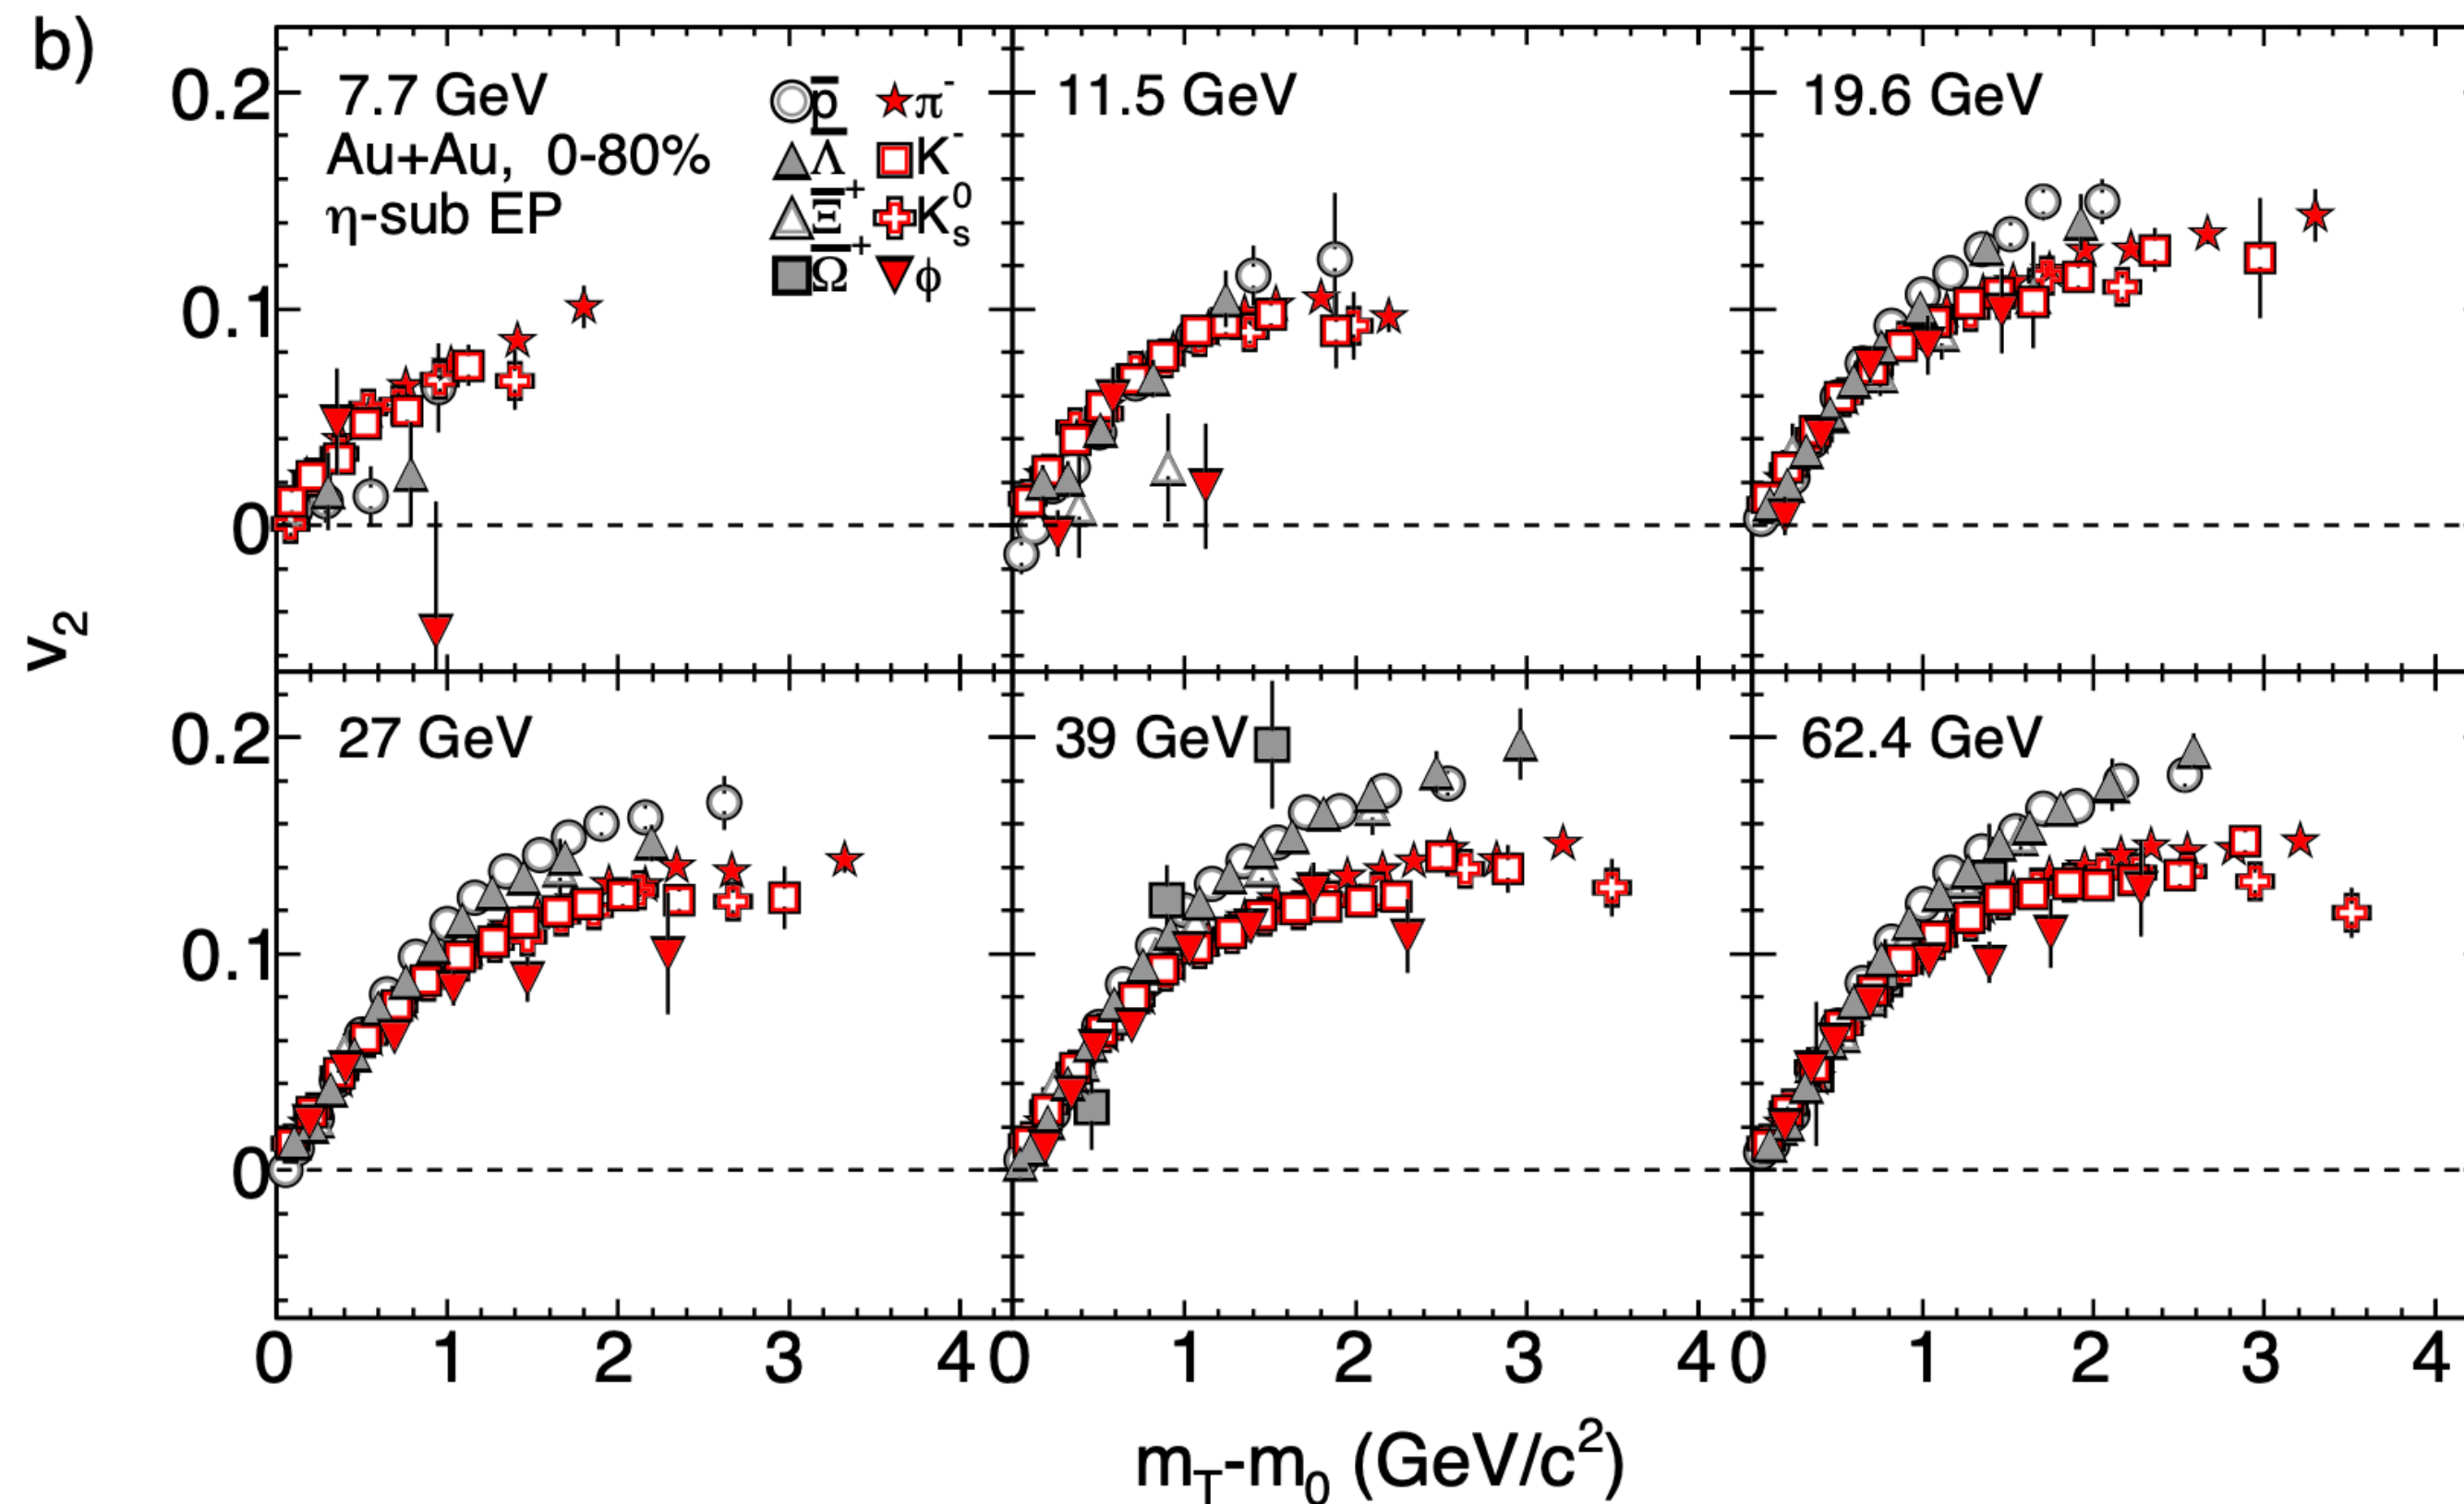 b)
7.7 GeV
Au+Au, 0-80%
η-sub EP
p̅ π⁻
Λ̅ K⁻
Ξ̅⁺ K⁰ₛ
Ω̅⁺ ϕ
11.5 GeV
19.6 GeV
0.2
0.1
0
v₂
27 GeV
39 GeV
62.4 GeV
0.2
0.1
0
0 1 2 3 4 0 1 2 3 4 0 1 2 3 4
m_T-m₀ (GeV/c²)